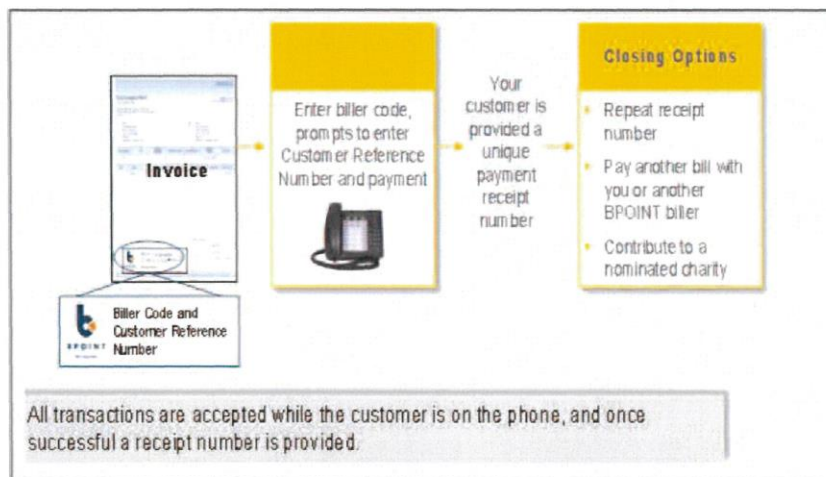 Invoice
Biller Code and
Customer Reference
Number
BPOINT
Enter biller code,
prompts to enter
Customer Reference
Number and payment
Your
customer is
provided a
unique
payment
receipt
number
Closing Options
Repeat receipt
number
Pay another bill with
you or another
BPOINT biller
Contribute to a
nominated charity
All transactions are accepted while the customer is on the phone, and once
successful a receipt number is provided.